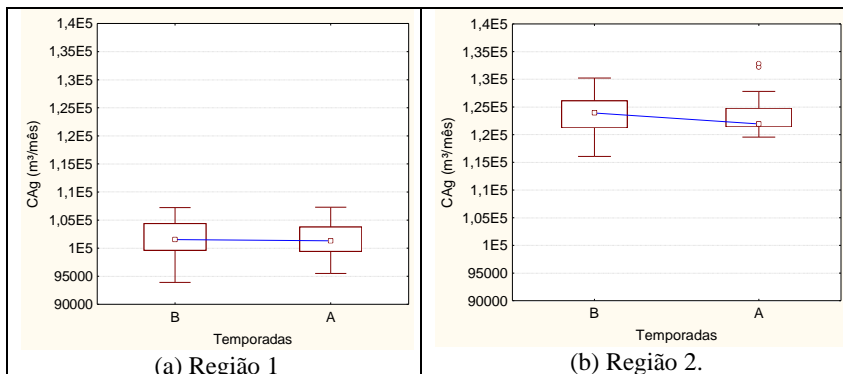 1,4E5
1,35E5
1,3E5
1,25E5
1,2E5
1,15E5
1,1E5
1,05E5
1E5
95000
90000
CAg (m³/mês)
B A
Temporadas
(a) Região 1
1,4E5
1,35E5
1,3E5
1,25E5
1,2E5
1,15E5
1,1E5
1,05E5
1E5
95000
90000
CAg (m³/mês)
B A
Temporadas
(b) Região 2.